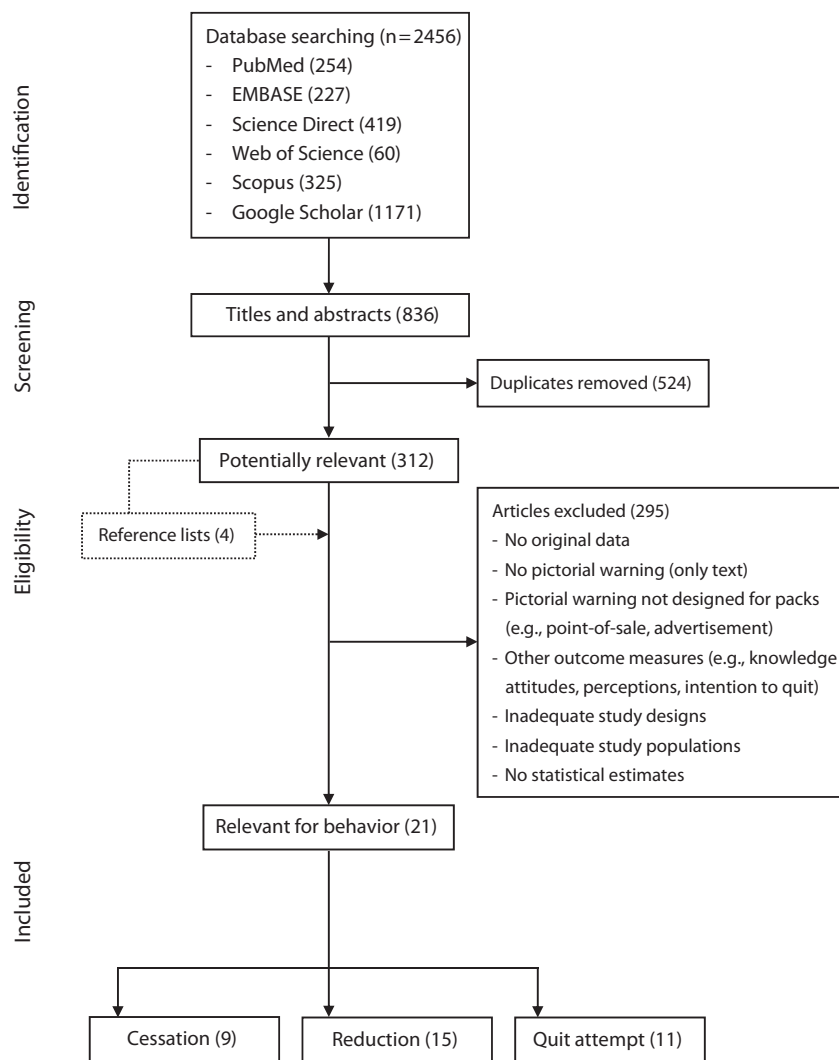 Identification
Database searching (n=2456)
- PubMed (254)
- EMBASE (227)
- Science Direct (419)
- Web of Science (60)
- Scopus (325)
- Google Scholar (1171)
Screening
Titles and abstracts (836)
Duplicates removed (524)
Eligibility
Potentially relevant (312)
Reference lists (4)
Articles excluded (295)
- No original data
- No pictorial warning (only text)
- Pictorial warning not designed for packs
(e.g., point-of-sale, advertisement)
- Other outcome measures (e.g., knowledge
attitudes, perceptions, intention to quit)
- Inadequate study designs
- Inadequate study populations
- No statistical estimates
Included
Relevant for behavior (21)
Cessation (9)
Reduction (15)
Quit attempt (11)